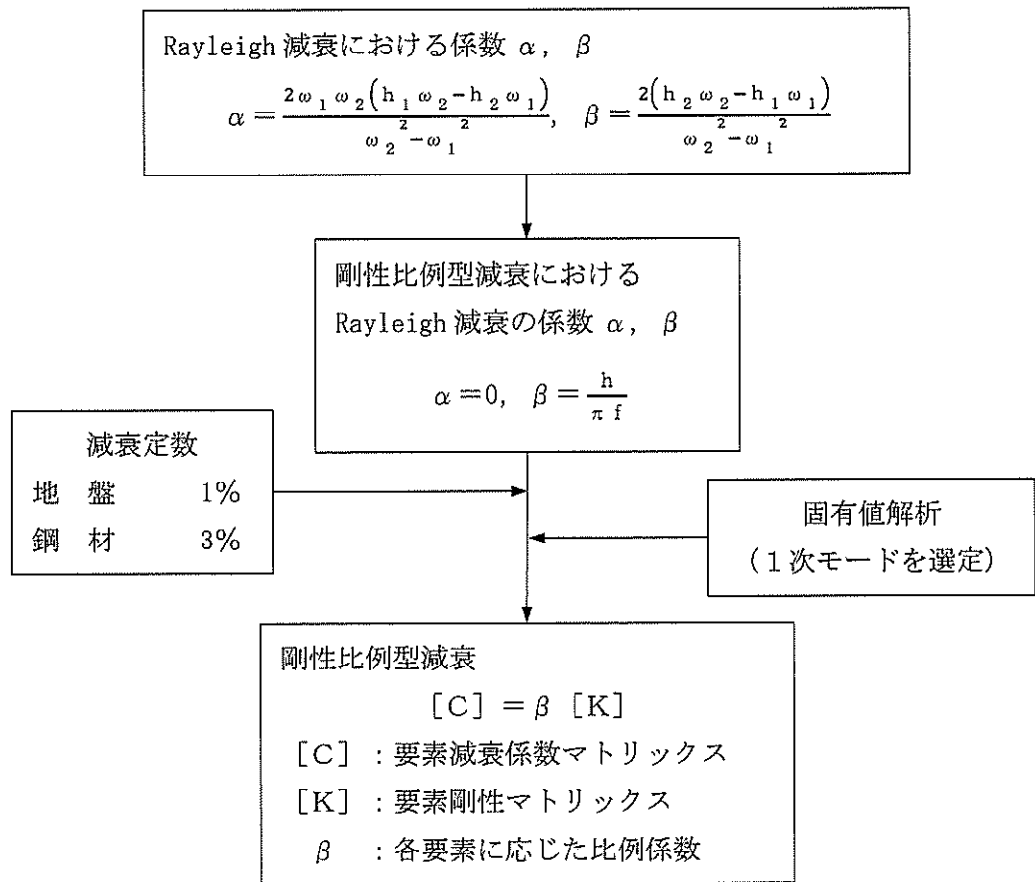 Rayleigh 減衰における係数 α, β
α=2ω₁ω₂(h₁ω₂-h₂ω₁)/(ω₂²-ω₁²), β=2(h₂ω₂-h₁ω₁)/(ω₂²-ω₁²)
剛性比例型減衰における
Rayleigh 減衰の係数 α, β
α=0, β=h/(π f)
減衰定数
地 盤 1%
鋼 材 3%
固有値解析
(1次モードを選定)
剛性比例型減衰
[C]=β [K]
[C]:要素減衰係数マトリックス
[K]:要素剛性マトリックス
β :各要素に応じた比例係数